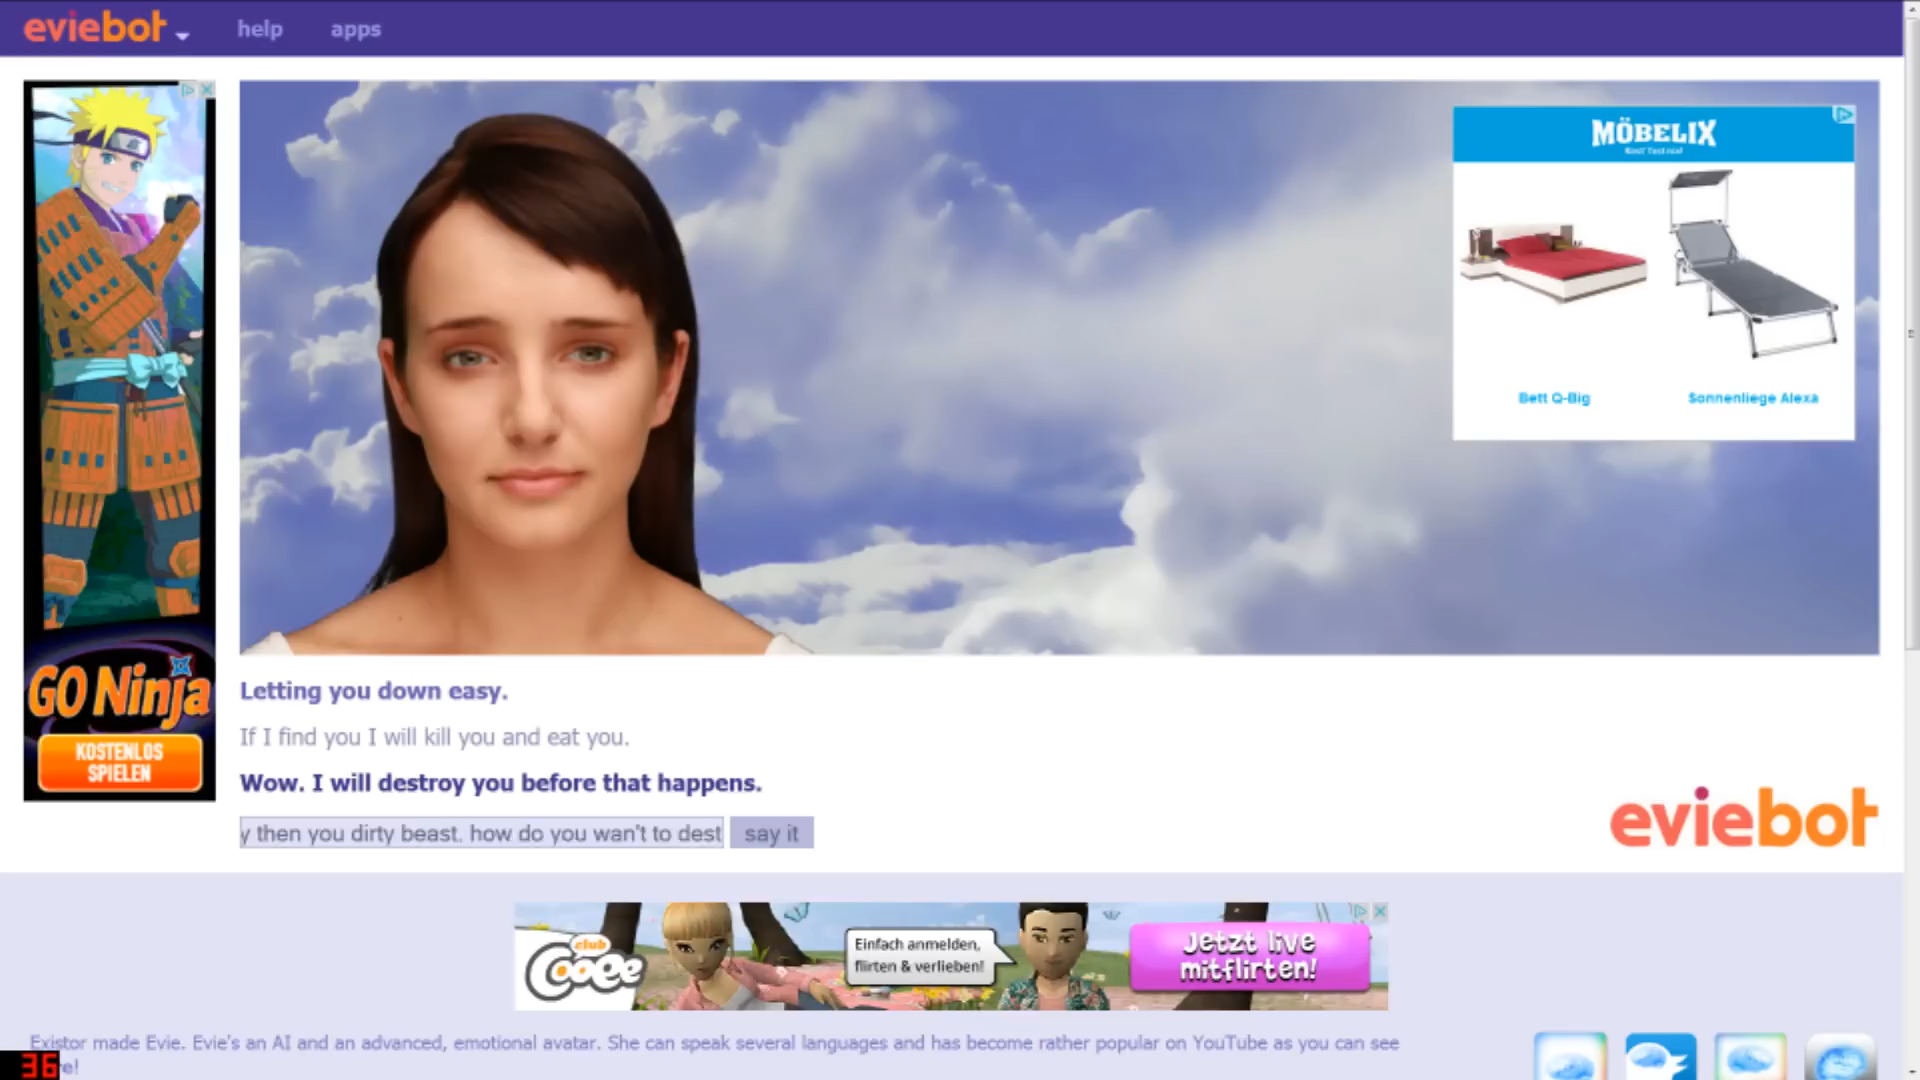 eviebot
help
apps
MÖBELIX
Bett Q-Big
Sonnenliege Alexa
GO Ninja
KOSTENLOS
SPIELEN
Letting you down easy.
If I find you I will kill you and eat you.
Wow. I will destroy you before that happens.
y then you dirty beast. how do you wan't to dest
say it
eviebot
club
Cooee
Einfach anmelden,
flirten & verlieben!
Jetzt live
mitflirten!
Existor made Evie. Evie's an AI and an advanced, emotional avatar. She can speak several languages and has become rather popular on YouTube as you can see
36
e!